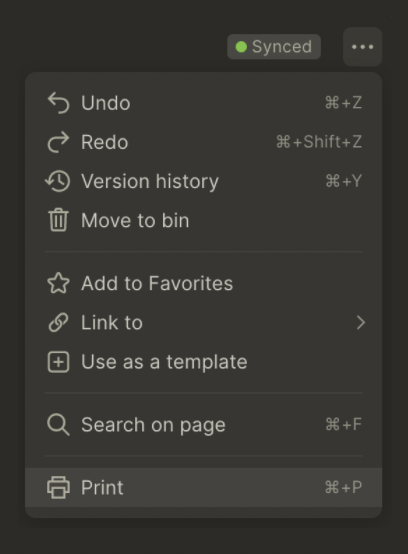 Synced
Undo ⌘+Z
Redo ⌘+Shift+Z
Version history ⌘+Y
Move to bin
Add to Favorites
Link to
Use as a template
Search on page ⌘+F
Print ⌘+P